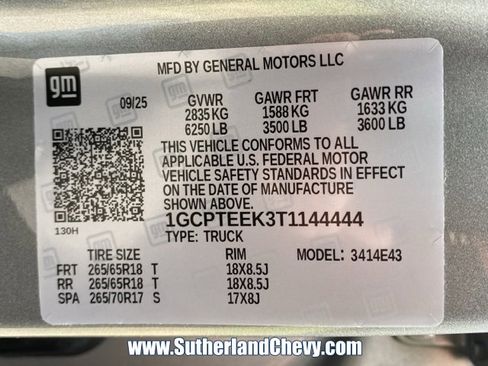 gm
MFD BY GENERAL MOTORS LLC
09/25 GVWR GAWR FRT GAWR RR
2835 KG 1588 KG 1633 KG
6250 LB 3500 LB 3600 LB
THIS VEHICLE CONFORMS TO ALL
APPLICABLE U.S. FEDERAL MOTOR
VEHICLE SAFETY STANDARDS IN EFFECT
ON THE DATE OF MANUFACTURE
SHOWN ABOVE.
130H
1GCPTEEK3T1144444
TYPE: TRUCK
TIRE SIZE RIM MODEL: 3414E43
FRT 265/65R18 T 18X8.5J
RR 265/65R18 T 18X8.5J
SPA 265/70R17 S 17X8J
www.SutherlandChevy.com